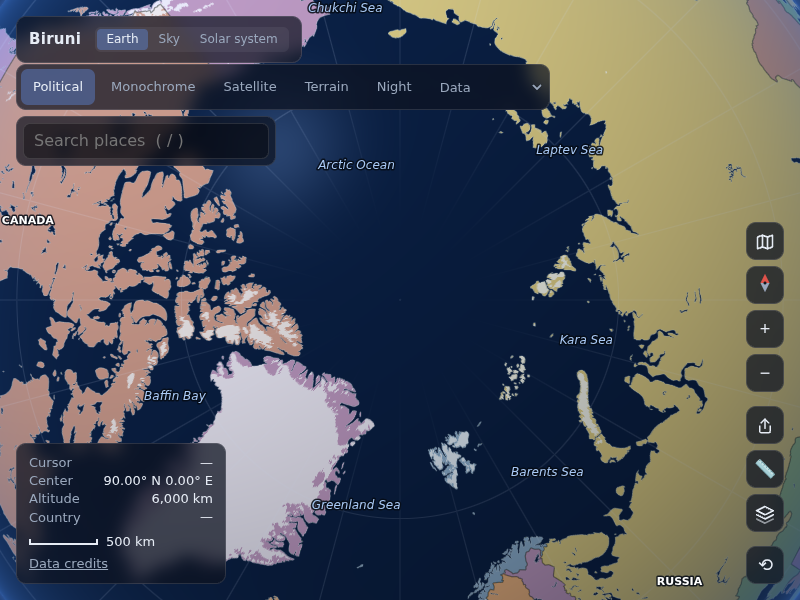 Chukchi Sea
Biruni
Earth
Sky
Solar system
Political
Monochrome
Satellite
Terrain
Night
Data
Search places ( / )
Arctic Ocean
Laptev Sea
CANADA
+
Kara Sea
−
Baffin Bay
Cursor —
Center 90.00° N 0.00° E
Altitude 6,000 km
Country —
500 km
Data credits
Barents Sea
Greenland Sea
RUSSIA